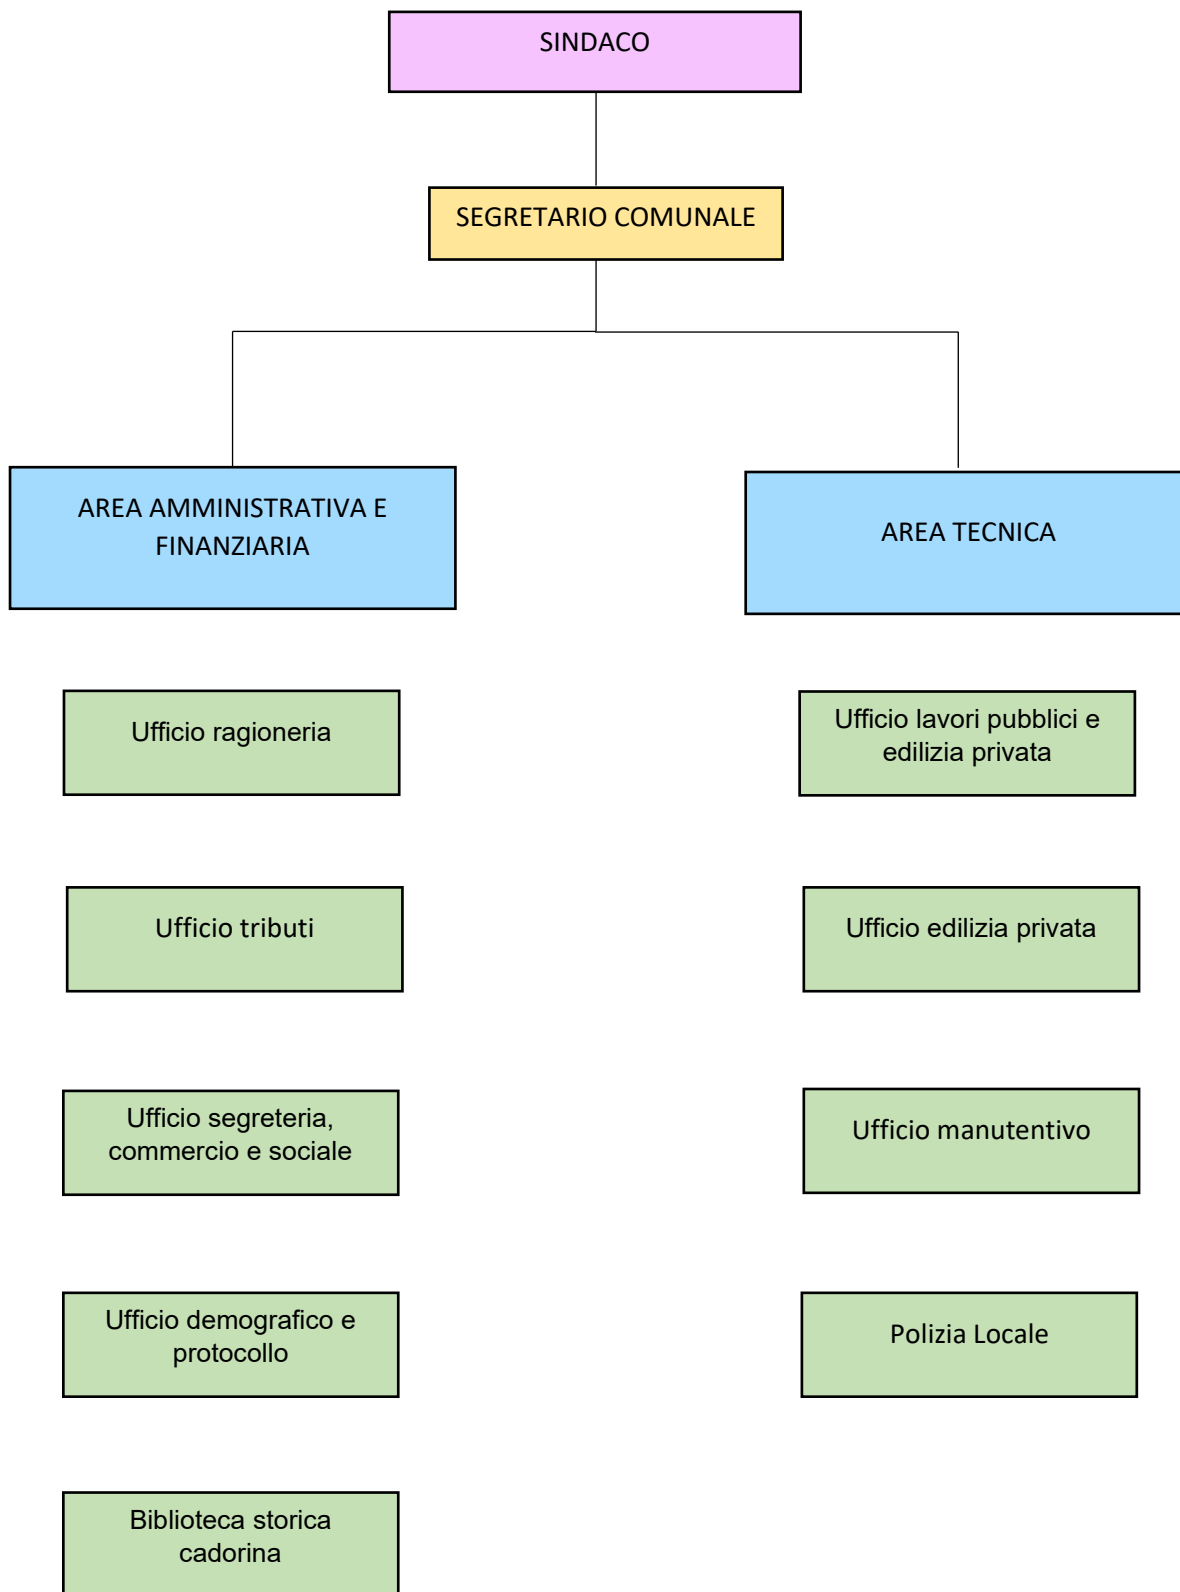 SINDACO
SEGRETARIO COMUNALE
AREA AMMINISTRATIVA E
FINANZIARIA
AREA TECNICA
Ufficio ragioneria
Ufficio lavori pubblici e
edilizia privata
Ufficio tributi
Ufficio edilizia privata
Ufficio segreteria,
commercio e sociale
Ufficio manutentivo
Ufficio demografico e
protocollo
Polizia Locale
Biblioteca storica
cadorina